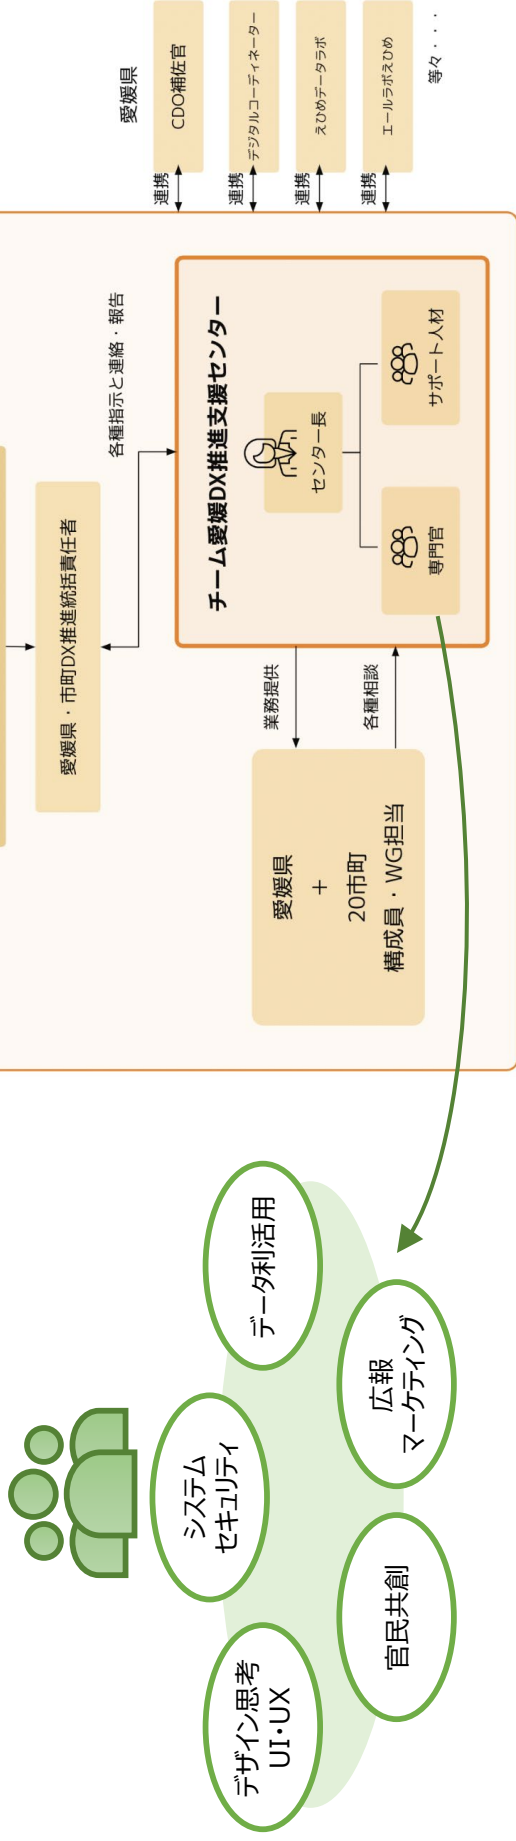 デザイン思考
UI・UX
システム
セキュリティ
データ利活用
官民共創
広報
マーケティング
愛媛県・市町DX推進統括責任者
各種指示と連絡・報告
愛媛県
+
20市町
構成員・WG担当
業務提供
各種相談
チーム愛媛DX推進支援センター
センター長
専門官
サポート人材
愛媛県
連携
CDO補佐官
連携
デジタルコーディネーター
連携
えひめデータラボ
連携
エールラボえひめ
等々・・・